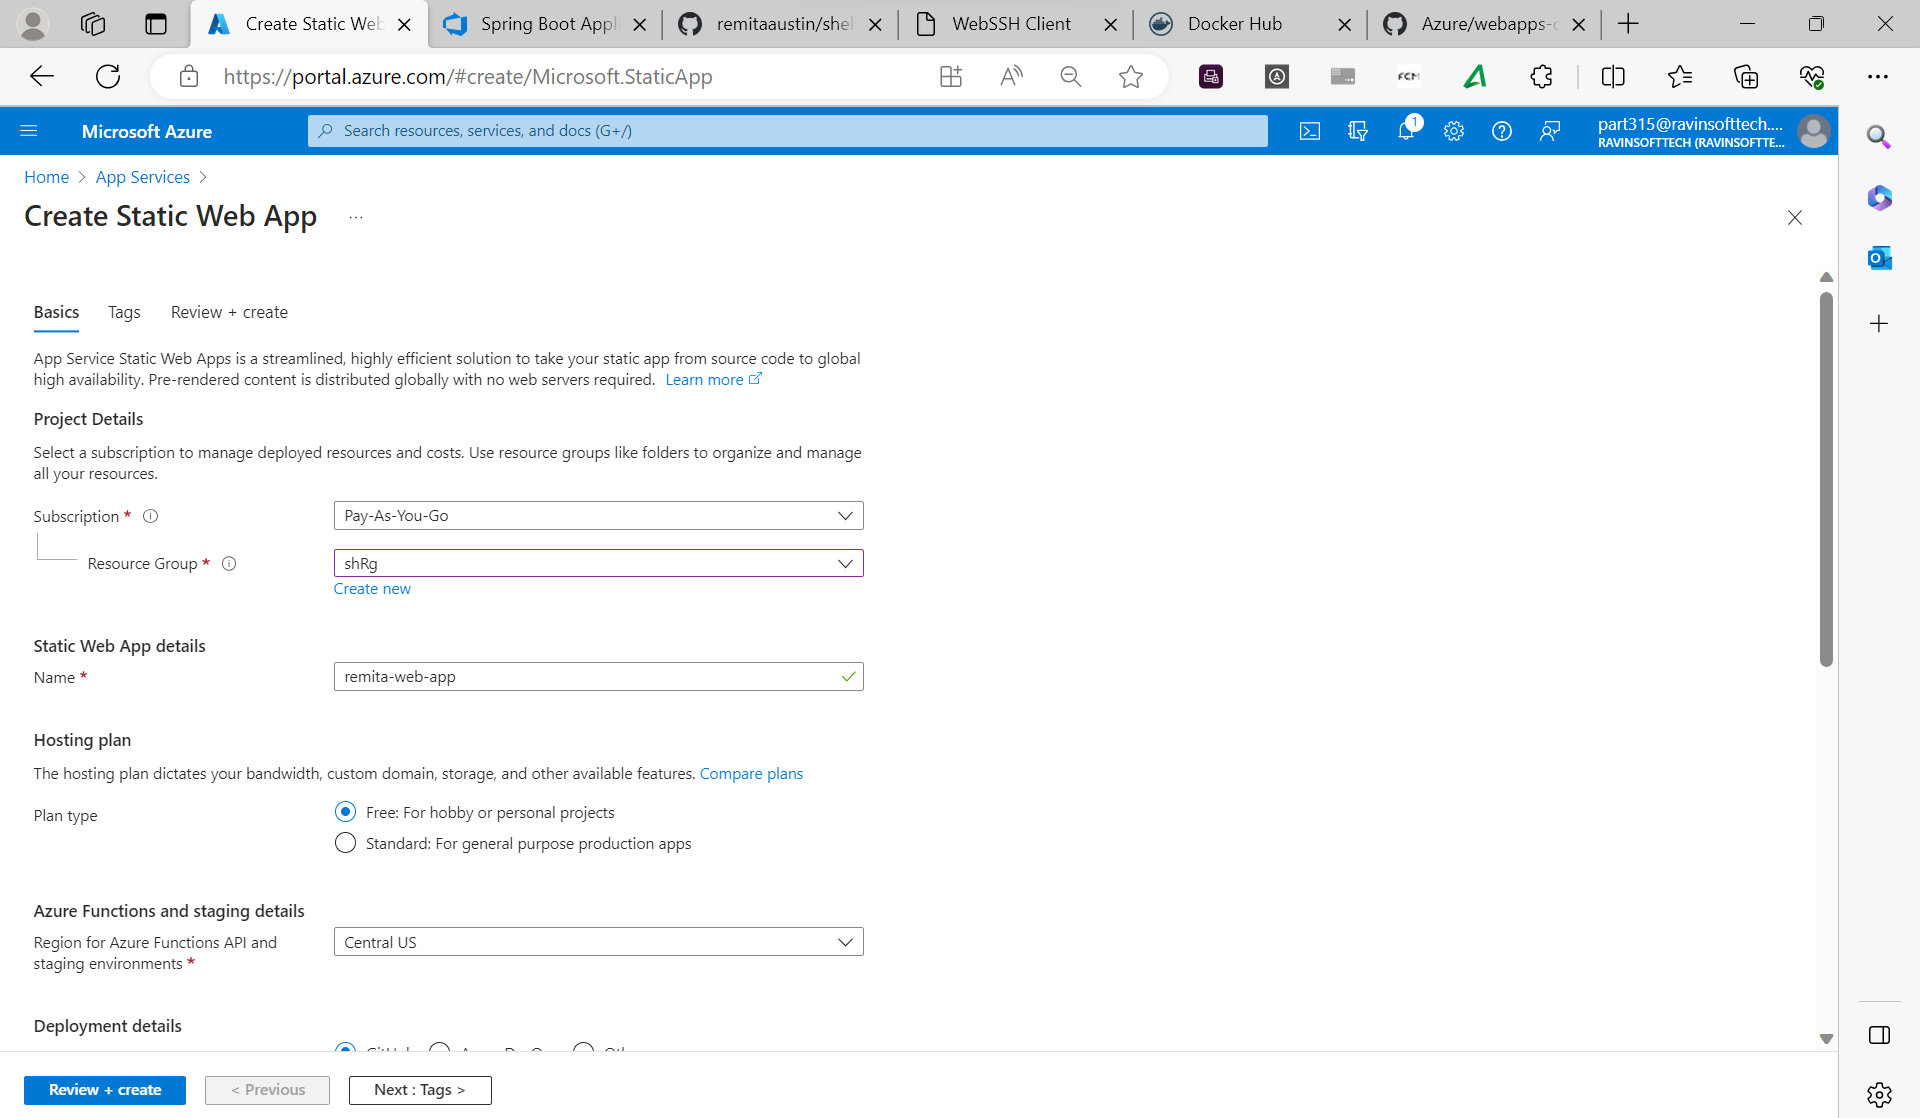 Create Static Web
Spring Boot Appli
remitaaustin/shel
WebSSH Client
Docker Hub
Azure/webapps-
https://portal.azure.com/#create/Microsoft.StaticApp
FCM
Microsoft Azure
Search resources, services, and docs (G+/)
1
part315@ravinsofttech....
RAVINSOFTTECH (RAVINSOFTTE...
Home > App Services >
Create Static Web App ...
Basics
Tags
Review + create
App Service Static Web Apps is a streamlined, highly efficient solution to take your static app from source code to global
high availability. Pre-rendered content is distributed globally with no web servers required. Learn more
Project Details
Select a subscription to manage deployed resources and costs. Use resource groups like folders to organize and manage
all your resources.
Subscription *
Pay-As-You-Go
Resource Group *
shRg
Create new
Static Web App details
Name *
remita-web-app
Hosting plan
The hosting plan dictates your bandwidth, custom domain, storage, and other available features. Compare plans
Plan type
Free: For hobby or personal projects
Standard: For general purpose production apps
Azure Functions and staging details
Region for Azure Functions API and
staging environments *
Central US
Deployment details
Review + create
< Previous
Next : Tags >